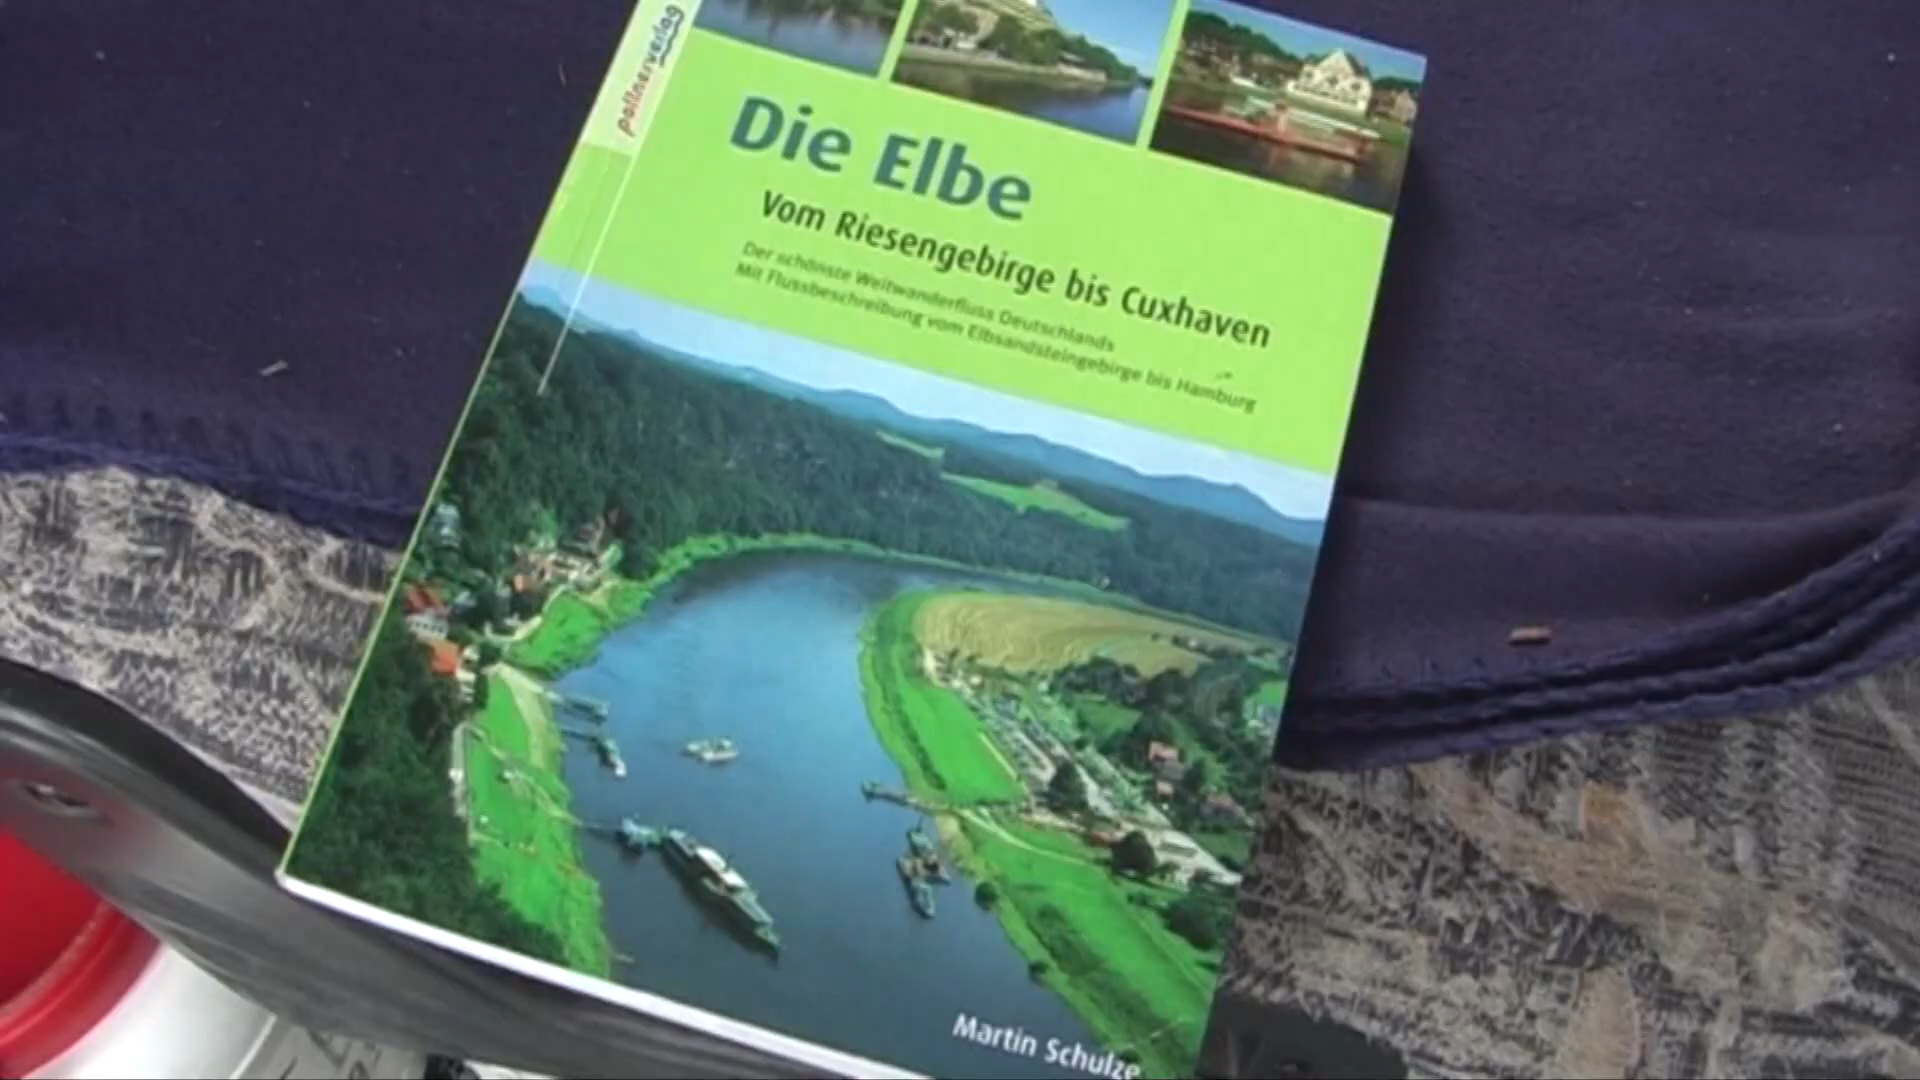 pollnerverlag
Die Elbe
Vom Riesengebirge bis Cuxhaven
Der schönste Weitwanderfluss Deutschlands
Mit Flussbeschreibung vom Elbsandsteingebirge bis Hamburg
Martin Schulze